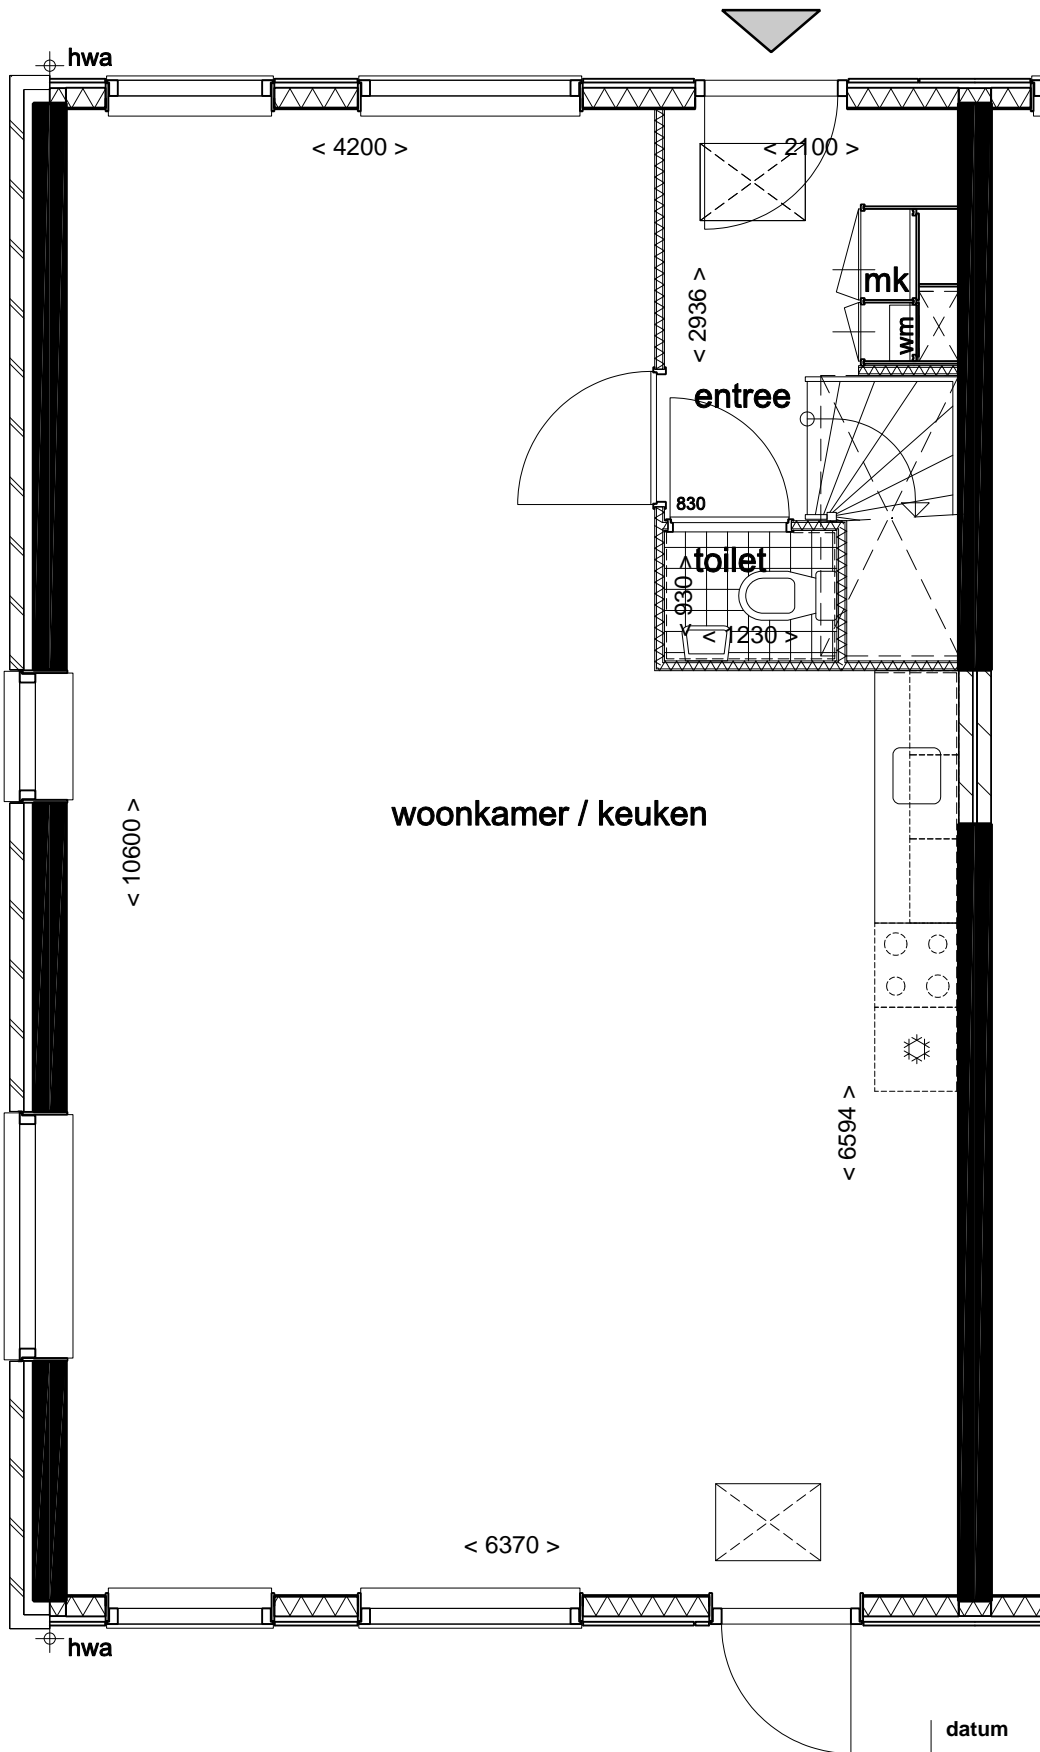 hwa
< 4200 >
< 2100 >
< 2936 >
mk
wm
entree
830
toilet
< 930 >
< 1230 >
woonkamer / keuken
< 10600 >
< 6594 >
< 6370 >
hwa
datum